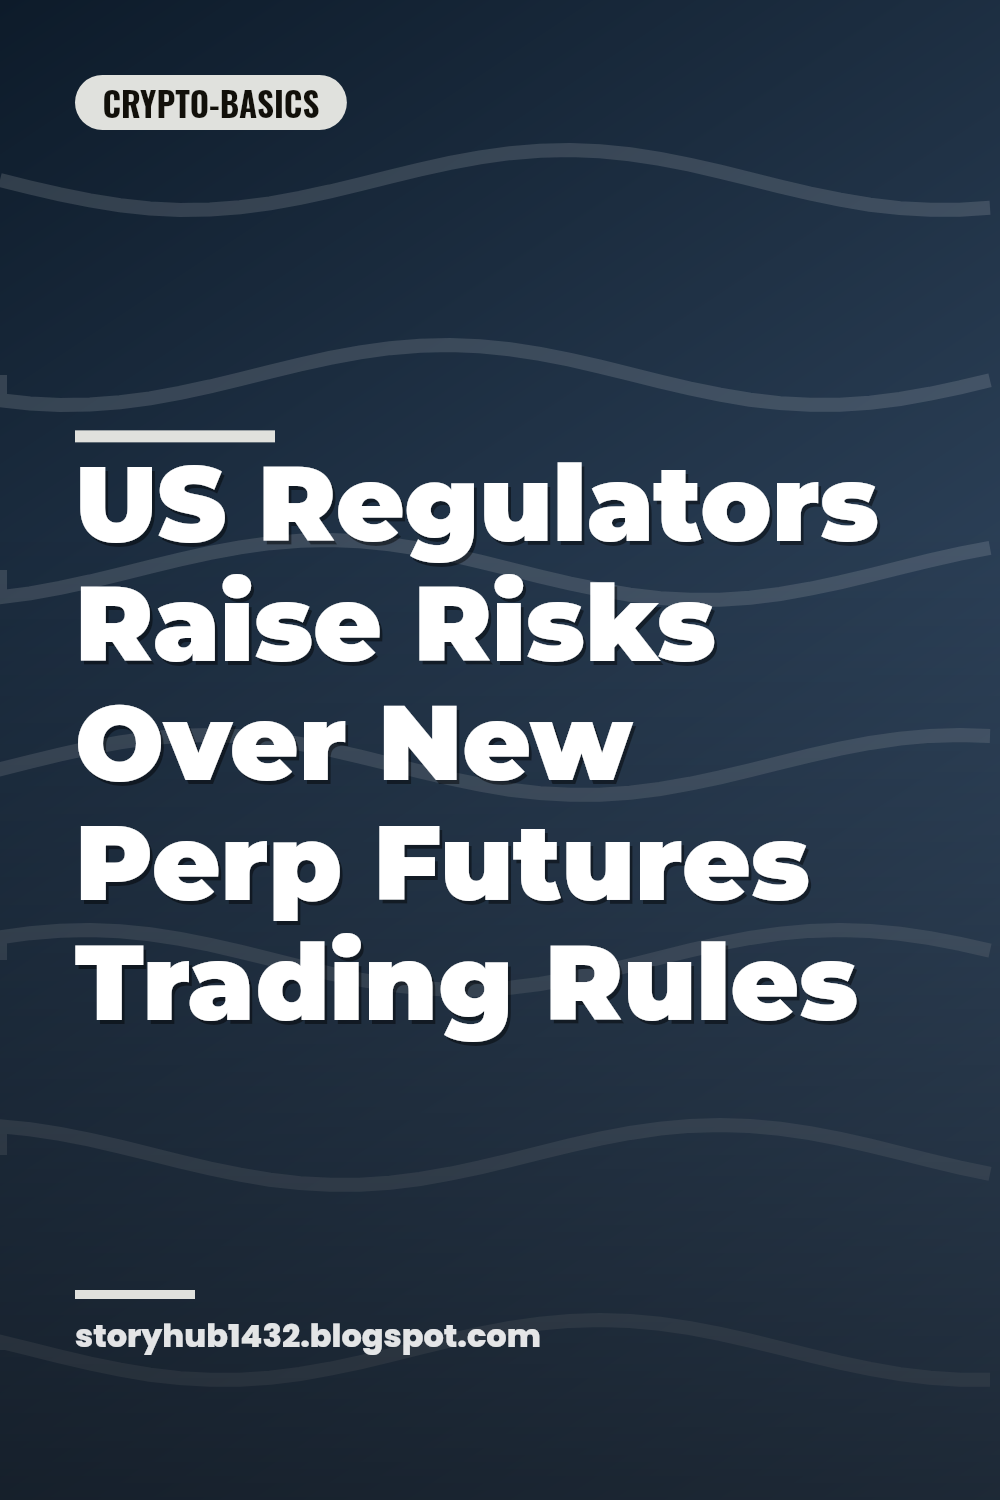 CRYPTO-BASICS
US Regulators
Raise Risks
Over New
Perp Futures
Trading Rules
storyhub1432.blogspot.com